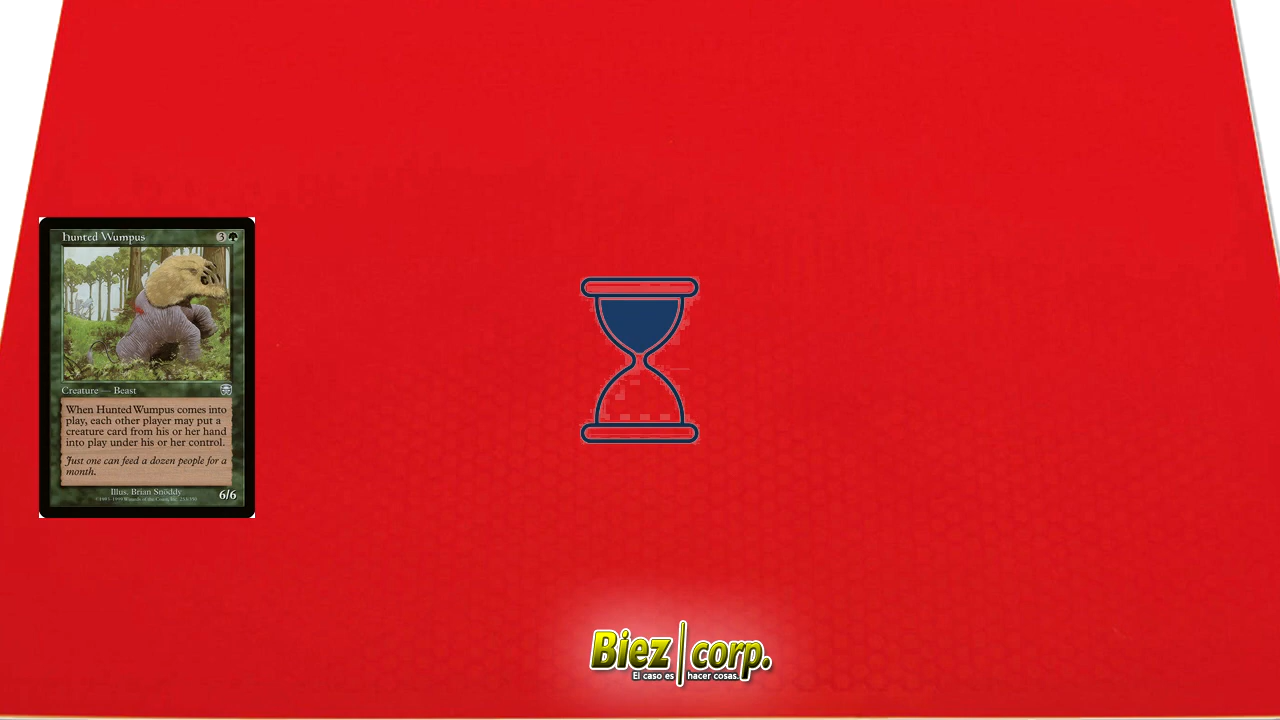 Hunted Wumpus
3
Creature — Beast
When Hunted Wumpus comes into
play, each other player may put a
creature card from his or her hand
into play under his or her control.
Just one can feed a dozen people for a
month.
Illus. Brian Snoddy
6/6
Biez corp.
El caso es hacer cosas.